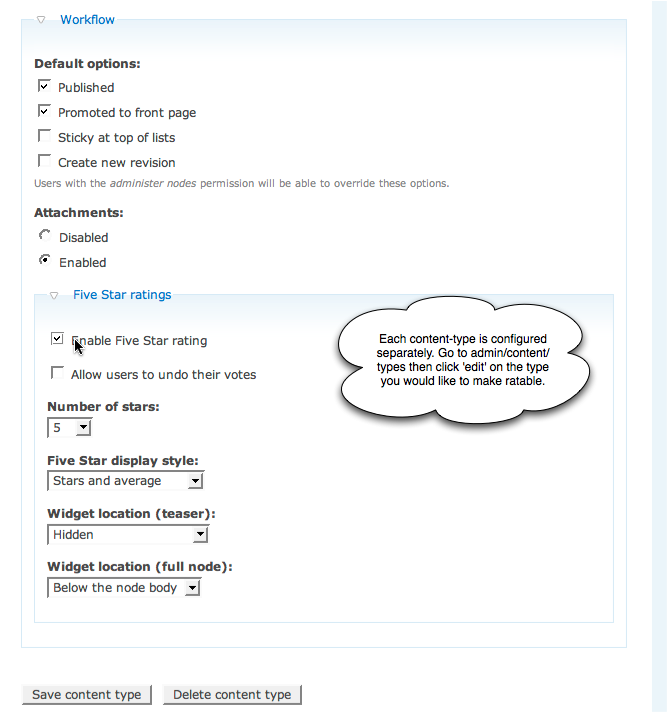 Workflow
Default options:
Published
Promoted to front page
Sticky at top of lists
Create new revision
Users with the administer nodes permission will be able to override these options.
Attachments:
Disabled
Enabled
Five Star ratings
Enable Five Star rating
Allow users to undo their votes
Each content-type is configured
separately. Go to admin/content/
types then click 'edit' on the type
you would like to make ratable.
Number of stars:
5
Five Star display style:
Stars and average
Widget location (teaser):
Hidden
Widget location (full node):
Below the node body
Save content type
Delete content type